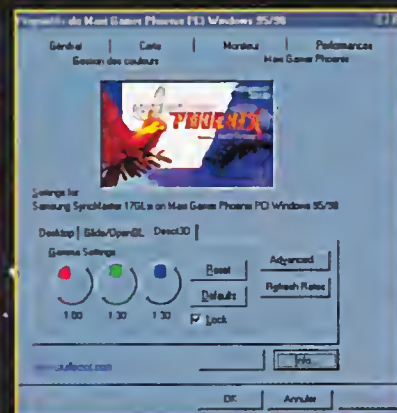 Propriétés de Maxi Gamer Phoenix PCI Windows 95/98
Général Carte Moniteur Performances
Gestion des couleurs Maxi Gamer Phoenix
PHOENIX
Settings for
Samsung SyncMaster 17GLsi on Maxi Gamer Phoenix PCI Windows 95/98
Desktop Glide/OpenGL Direct3D
Gamma Settings
Reset Advanced
Defaults Refresh Rates
1.00 1.30 1.30 Lock
Info...
OK Annuler